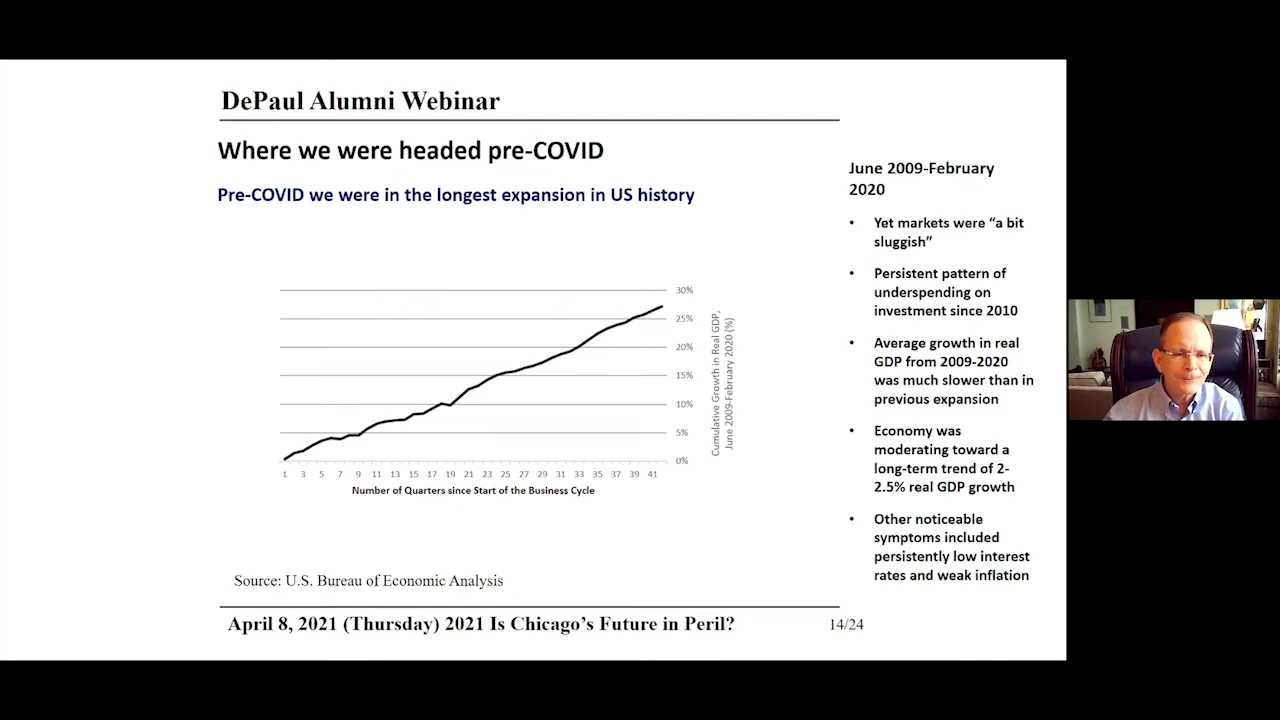 DePaul Alumni Webinar
Where we were headed pre-COVID
Pre-COVID we were in the longest expansion in US history
30%
25%
20%
15%
10%
5%
0%
Cumulative Growth in Real GDP,
June 2009-February 2020 (%)
1 3 5 7 9 11 13 15 17 19 21 23 25 27 29 31 33 35 37 39 41
Number of Quarters since Start of the Business Cycle
June 2009-February
2020
• Yet markets were “a bit
sluggish”
• Persistent pattern of
underspending on
investment since 2010
• Average growth in real
GDP from 2009-2020
was much slower than in
previous expansion
• Economy was
moderating toward a
long-term trend of 2-
2.5% real GDP growth
• Other noticeable
symptoms included
persistently low interest
rates and weak inflation
Source: U.S. Bureau of Economic Analysis
April 8, 2021 (Thursday) 2021 Is Chicago’s Future in Peril?
14/24